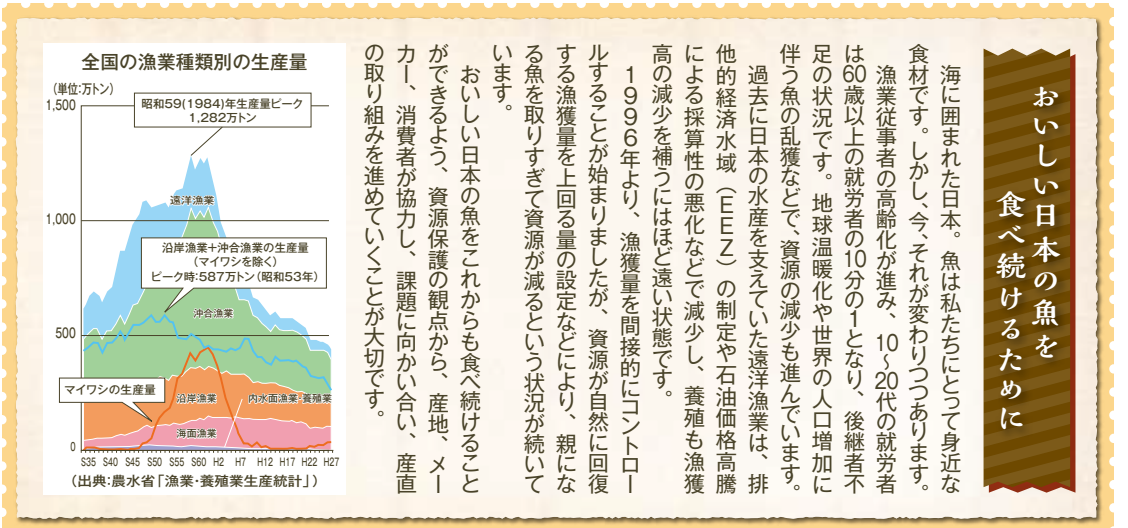 おいしい日本の魚を
食べ続けるために
海に囲まれた日本。魚は私たちにとって身近な
食材です。しかし、今、それが変わりつつあります。
漁業従事者の高齢化が進み、10～20代の就労者
は60歳以上の就労者の10分の1となり、後継者不
足の状況です。地球温暖化や世界の人口増加に
伴う魚の乱獲などで、資源の減少も進んでいます。
過去に日本の水産を支えていた遠洋漁業は、排
他的経済水域（EEZ）の制定や石油価格高騰
による採算性の悪化などで減少し、養殖も漁獲
高の減少を補うにはほど遠い状態です。
1996年より、漁獲量を間接的にコントロー
ルすることが始まりましたが、資源が自然に回復
する漁獲量を上回る量の設定などにより、親にな
る魚を取りすぎて資源が減るという状況が続いて
います。
おいしい日本の魚をこれからも食べ続けること
ができるよう、資源保護の観点から、産地、メー
カー、消費者が協力し、課題に向かい合い、産直
の取り組みを進めていくことが大切です。
全国の漁業種類別の生産量
(単位:万トン)
1,500
昭和59(1984)年生産量ピーク
1,282万トン
遠洋漁業
1,000
沿岸漁業+沖合漁業の生産量
(マイワシを除く)
ピーク時:587万トン(昭和53年)
沖合漁業
500
マイワシの生産量
沿岸漁業
内水面漁業・養殖業
海面漁業
0
S35 S40 S45 S50 S55 S60 H2 H7 H12 H17 H22 H27
(出典:農水省「漁業・養殖業生産統計」)